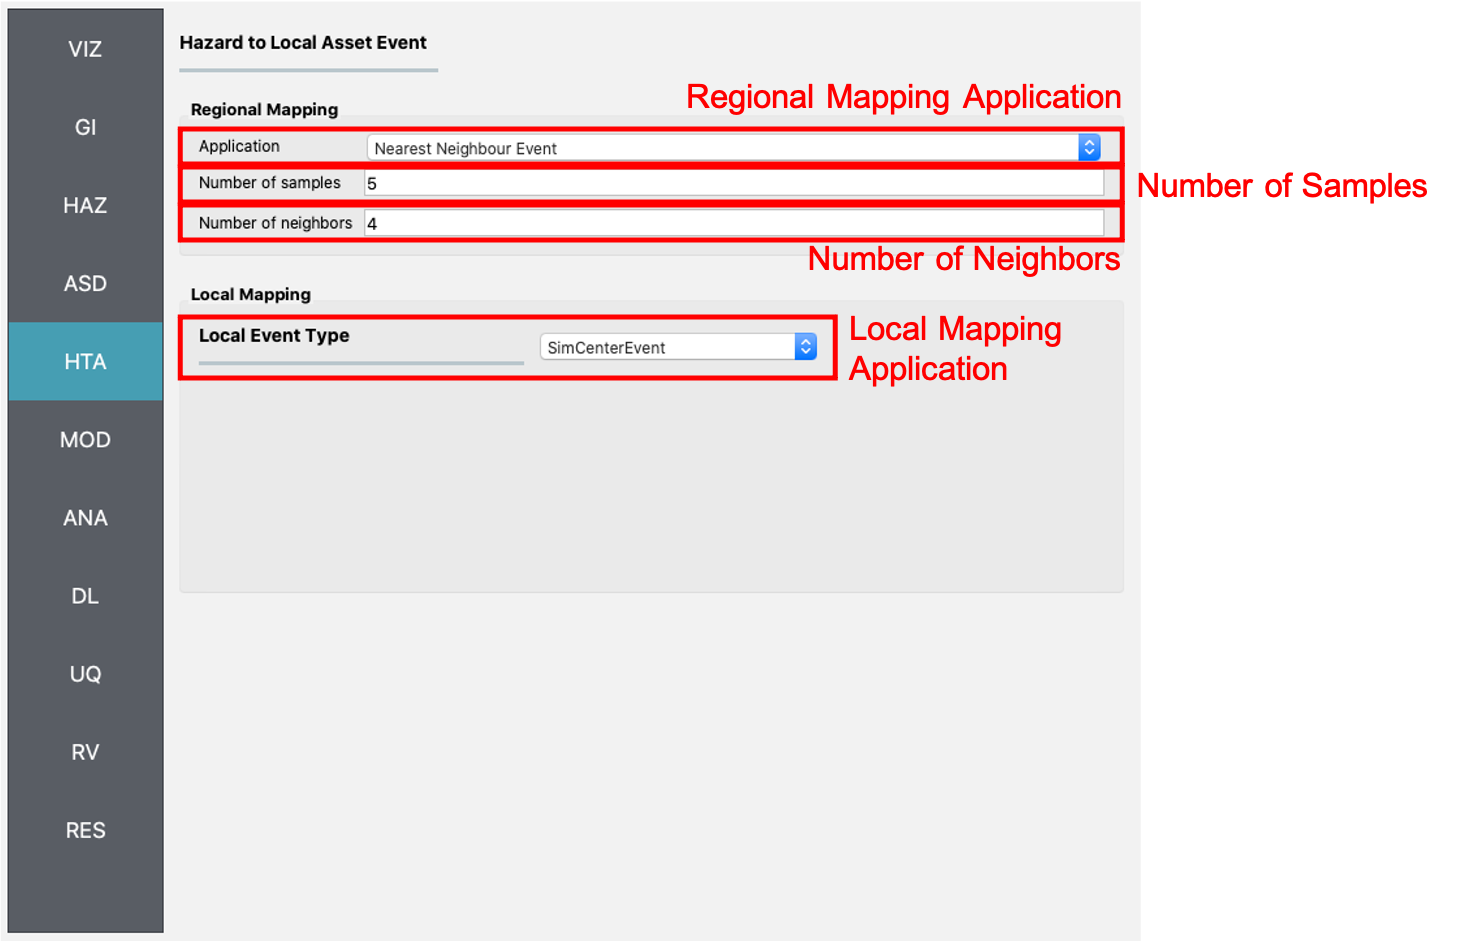 VIZ
GI
HAZ
ASD
HTA
MOD
ANA
DL
UQ
RV
RES
Hazard to Local Asset Event
Regional Mapping
Regional Mapping Application
Application
Nearest Neighbour Event
Number of samples
5
Number of Samples
Number of neighbors
4
Number of Neighbors
Local Mapping
Local Event Type
SimCenterEvent
Local Mapping
Application